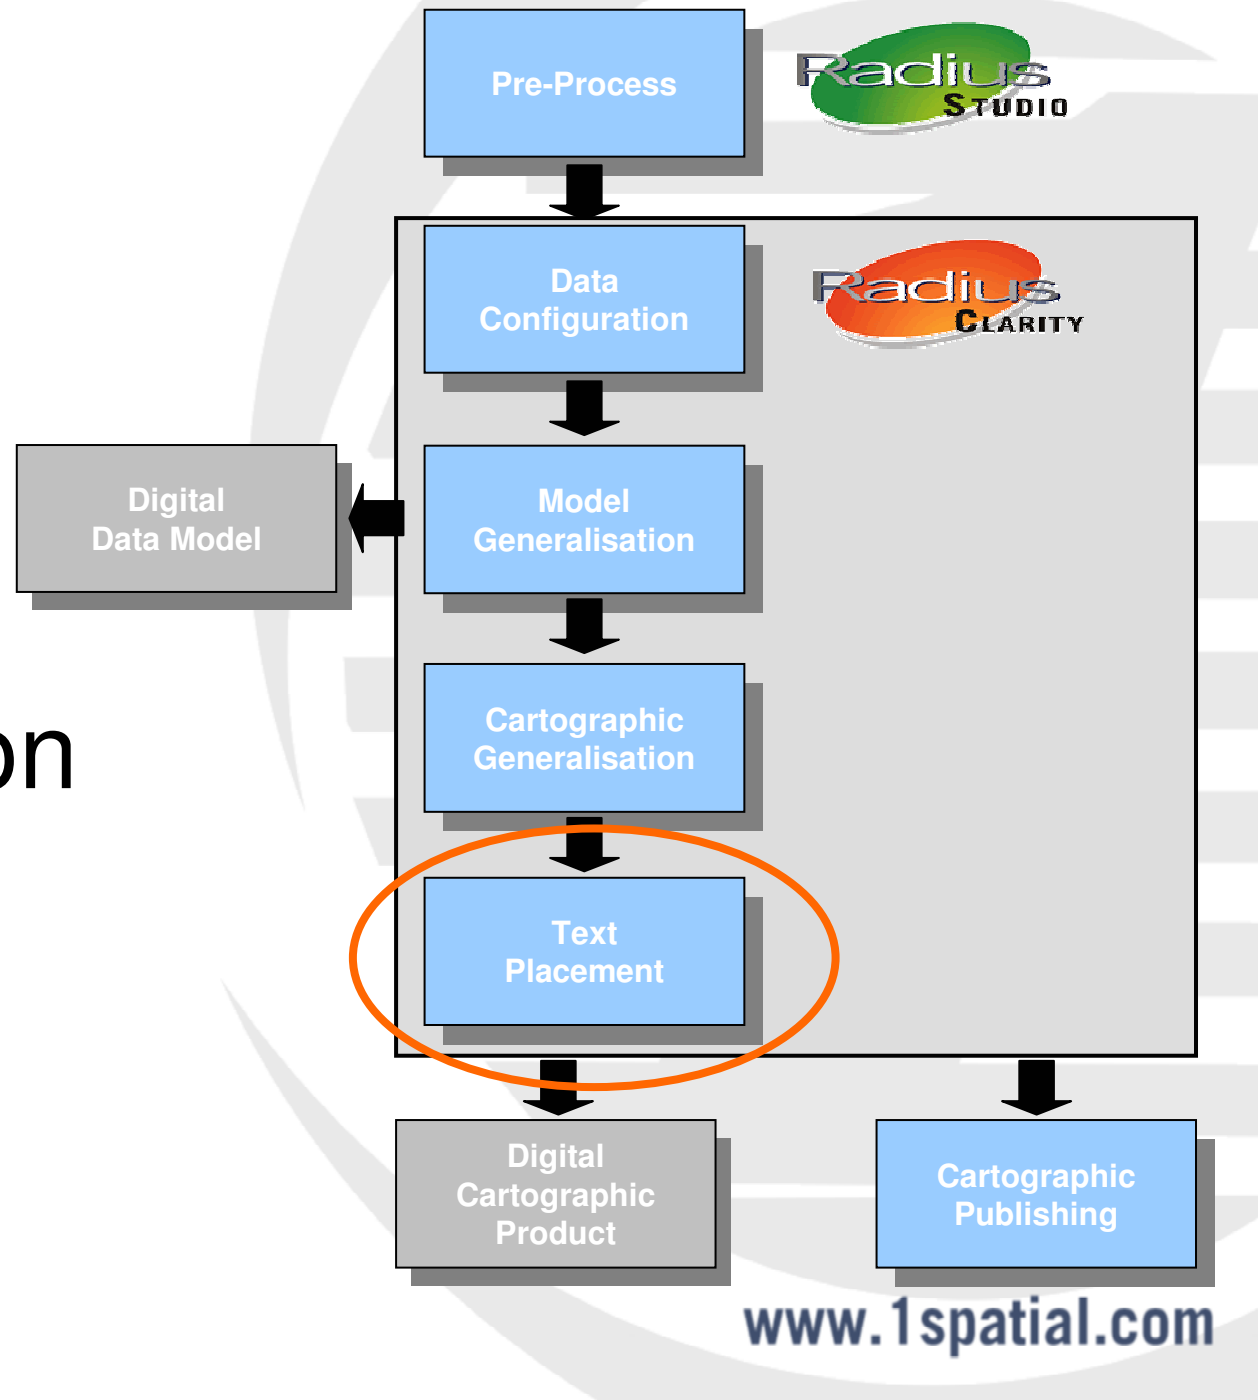 Pre-Process
Radius
STUDIO
Data
Configuration
Radius
CLARITY
Digital
Data Model
Model
Generalisation
on
Cartographic
Generalisation
Text
Placement
Digital
Cartographic
Product
Cartographic
Publishing
www.1spatial.com